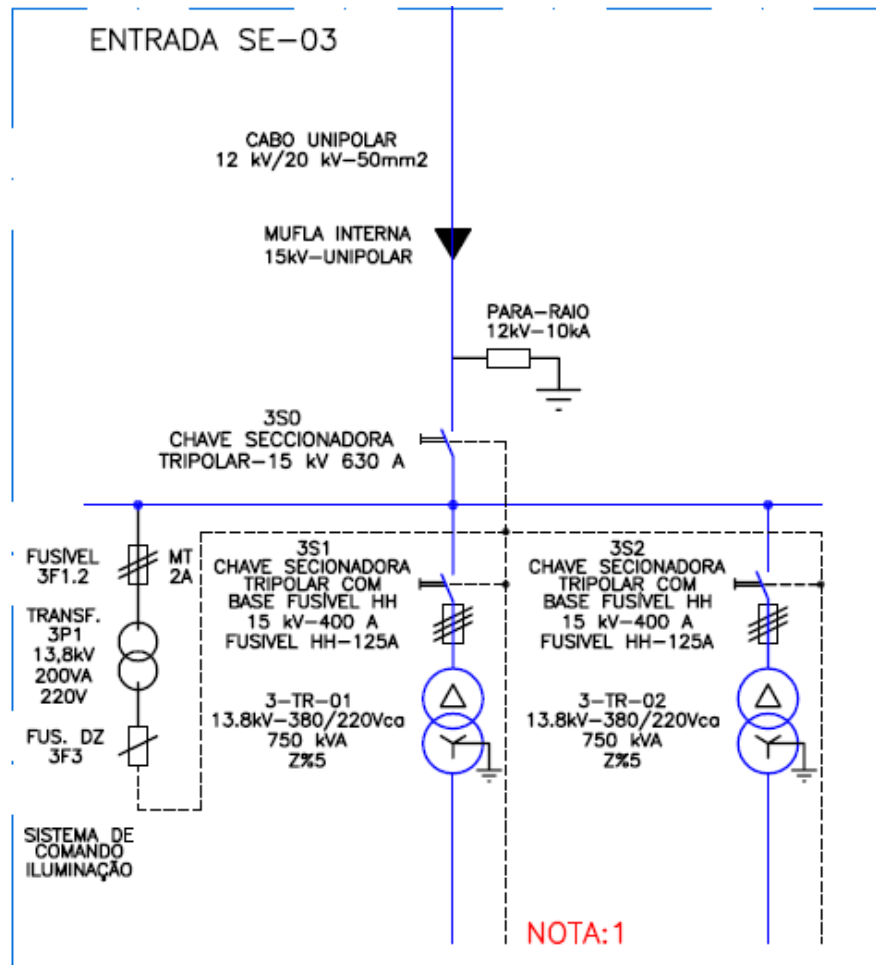 ENTRADA SE-03
CABO UNIPOLAR
12 kV/20 kV-50mm2
MUFLA INTERNA
15kV-UNIPOLAR
PARA-RAIO
12kV-10kA
3S0
CHAVE SECCIONADORA
TRIPOLAR-15 kV 630 A
FUSÍVEL
3F1.2
MT
2A
TRANSF.
3P1
13,8kV
200VA
220V
FUS. DZ
3F3
SISTEMA DE
COMANDO
ILUMINAÇÃO
3S1
CHAVE SECIONADORA
TRIPOLAR COM
BASE FUSÍVEL HH
15 kV-400 A
FUSIVEL HH-125A
3-TR-01
13.8kV-380/220Vca
750 kVA
Z%5
3S2
CHAVE SECIONADORA
TRIPOLAR COM
BASE FUSÍVEL HH
15 kV-400 A
FUSIVEL HH-125A
3-TR-02
13.8kV-380/220Vca
750 kVA
Z%5
NOTA:1